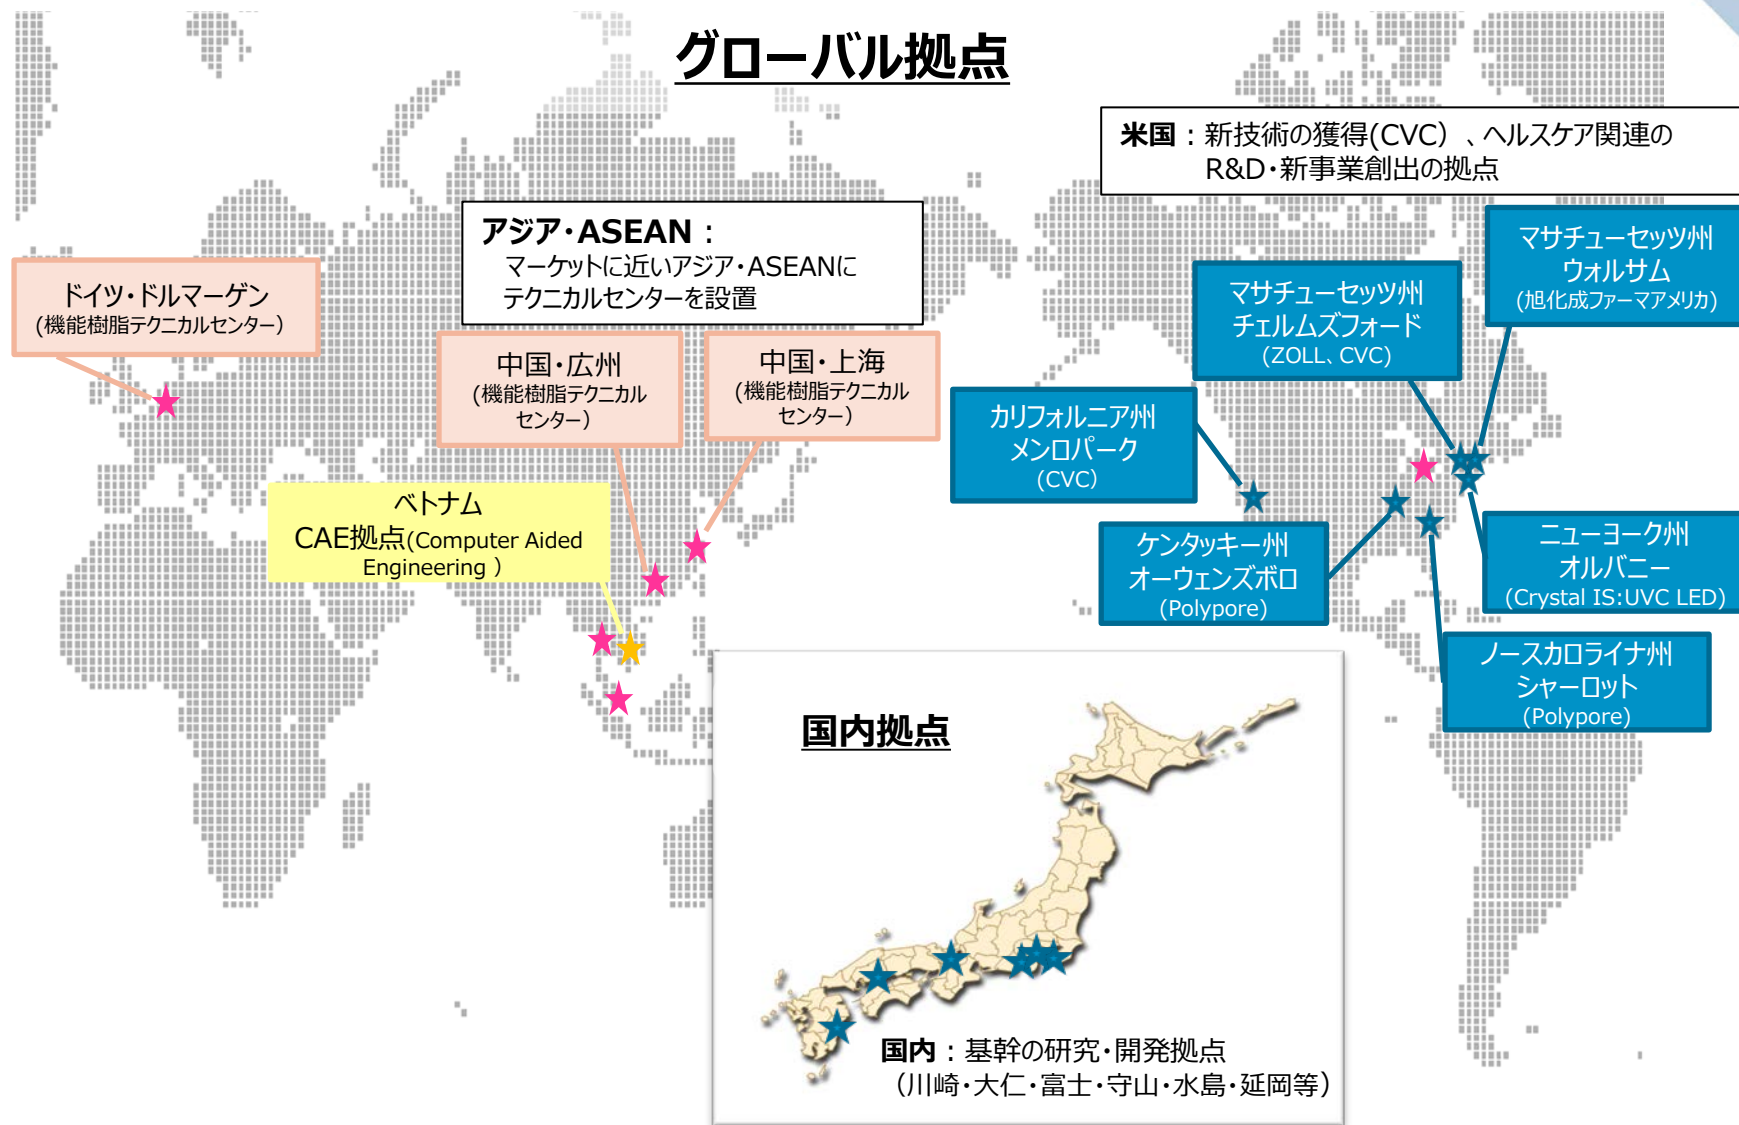 グローバル拠点
米国：新技術の獲得(CVC）、ヘルスケア関連の
R&D・新事業創出の拠点
アジア・ASEAN：
マーケットに近いアジア・ASEANに
テクニカルセンターを設置
ドイツ・ドルマーゲン
(機能樹脂テクニカルセンター）
中国・広州
(機能樹脂テクニカル
センター）
中国・上海
(機能樹脂テクニカル
センター）
ベトナム
CAE拠点(Computer Aided
Engineering ）
マサチューセッツ州
ウォルサム
(旭化成ファーマアメリカ)
マサチューセッツ州
チェルムズフォード
(ZOLL、CVC)
カリフォルニア州
メンロパーク
(CVC）
ケンタッキー州
オーウェンズボロ
(Polypore)
ニューヨーク州
オルバニー
(Crystal IS:UVC LED)
ノースカロライナ州
シャーロット
(Polypore)
国内拠点
国内：基幹の研究・開発拠点
（川崎・大仁・富士・守山・水島・延岡等）